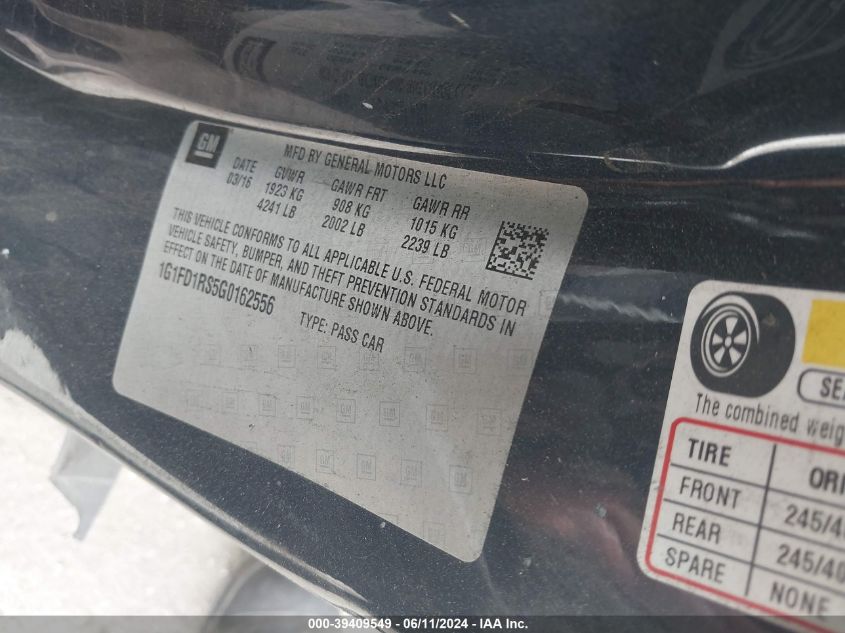 GM
MFD BY GENERAL MOTORS LLC
DATE GVWR GAWR FRT GAWR RR
03/16 1923 KG 908 KG 1015 KG
4241 LB 2002 LB 2239 LB
THIS VEHICLE CONFORMS TO ALL APPLICABLE U.S. FEDERAL MOTOR
VEHICLE SAFETY, BUMPER, AND THEFT PREVENTION STANDARDS IN
EFFECT ON THE DATE OF MANUFACTURE SHOWN ABOVE.
1G1FD1RS5G0162556
TYPE: PASS CAR
The combined
TIRE
FRONT 245/4
REAR 245/40
SPARE NONE
000-39409549 - 06/11/2024 - IAA Inc.